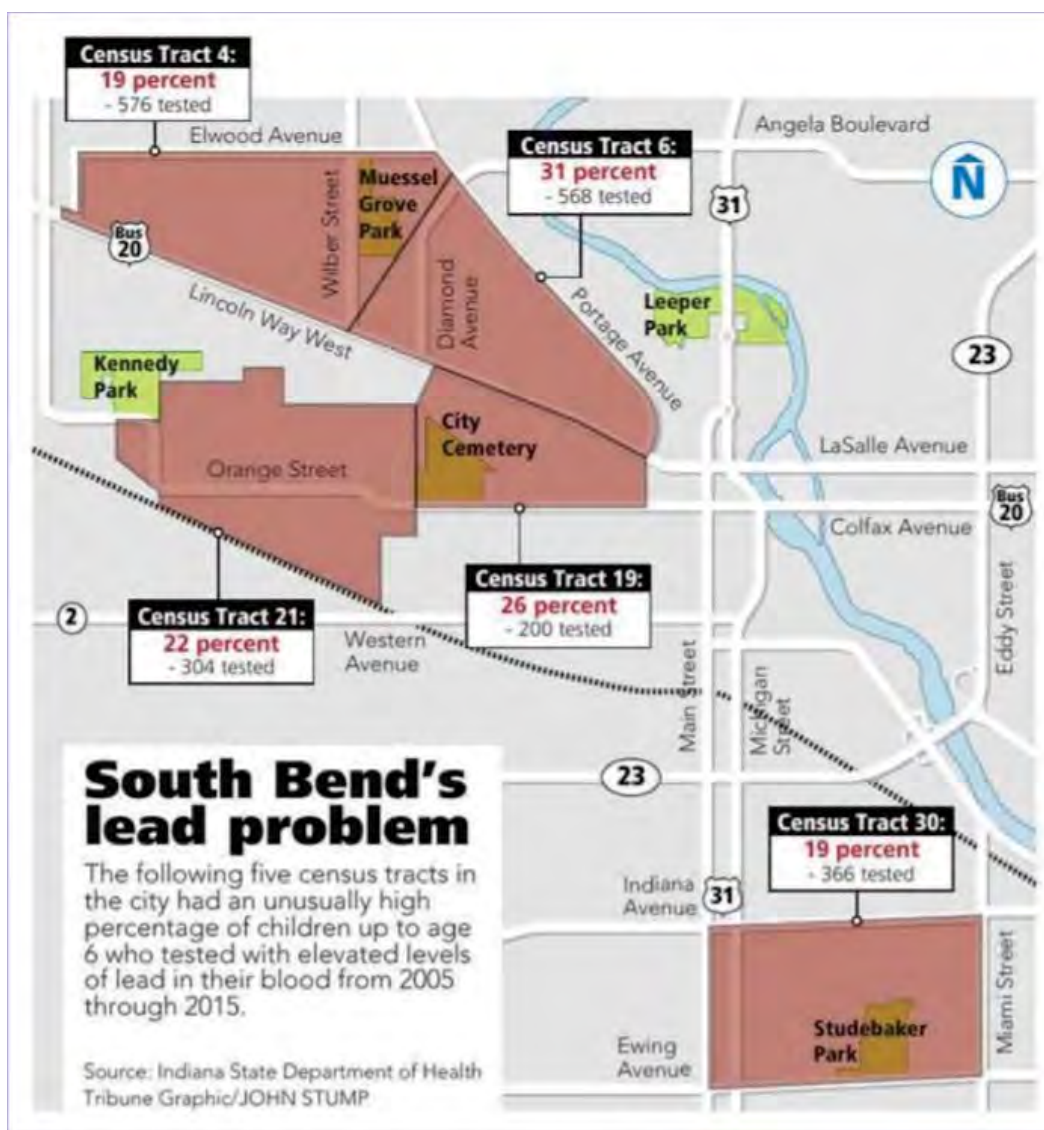 Census Tract 4:
19 percent
- 576 tested
Elwood Avenue
Angela Boulevard
Census Tract 6:
31 percent
- 568 tested
N
31
Muessel
Grove
Park
Wilber Street
Bus
20
Diamond
Avenue
Lincoln Way West
Portage Avenue
Leeper
Park
23
Kennedy
Park
City
Cemetery
LaSalle Avenue
Orange Street
Bus
20
Colfax Avenue
Census Tract 19:
26 percent
- 200 tested
Census Tract 21:
22 percent
- 304 tested
2
Western
Avenue
Main Street
Michigan
Street
Eddy Street
South Bend's
lead problem
The following five census tracts in
the city had an unusually high
percentage of children up to age
6 who tested with elevated levels
of lead in their blood from 2005
through 2015.
Source: Indiana State Department of Health
Tribune Graphic/JOHN STUMP
23
Census Tract 30:
19 percent
- 366 tested
Indiana
Avenue
31
Miami Street
Studebaker
Park
Ewing
Avenue